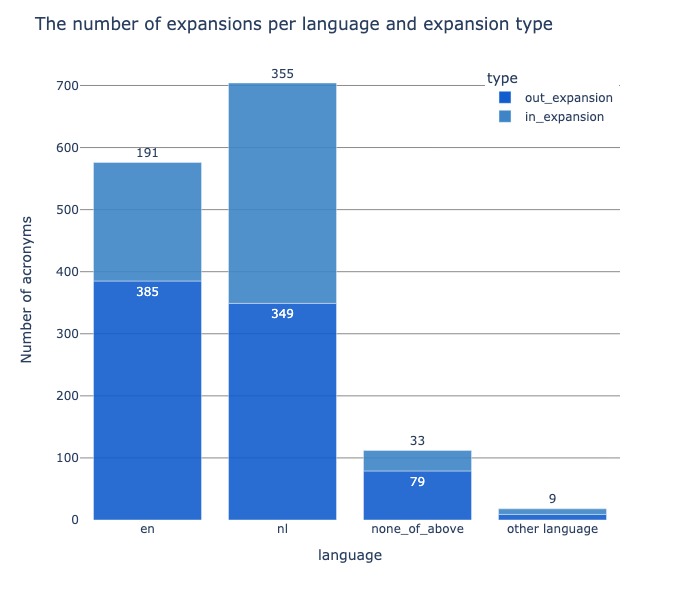 The number of expansions per language and expansion type
type
out_expansion
in_expansion
Number of acronyms
700
600
500
400
300
200
100
0
191
385
355
349
33
79
9
en
nl
none_of_above
other language
language